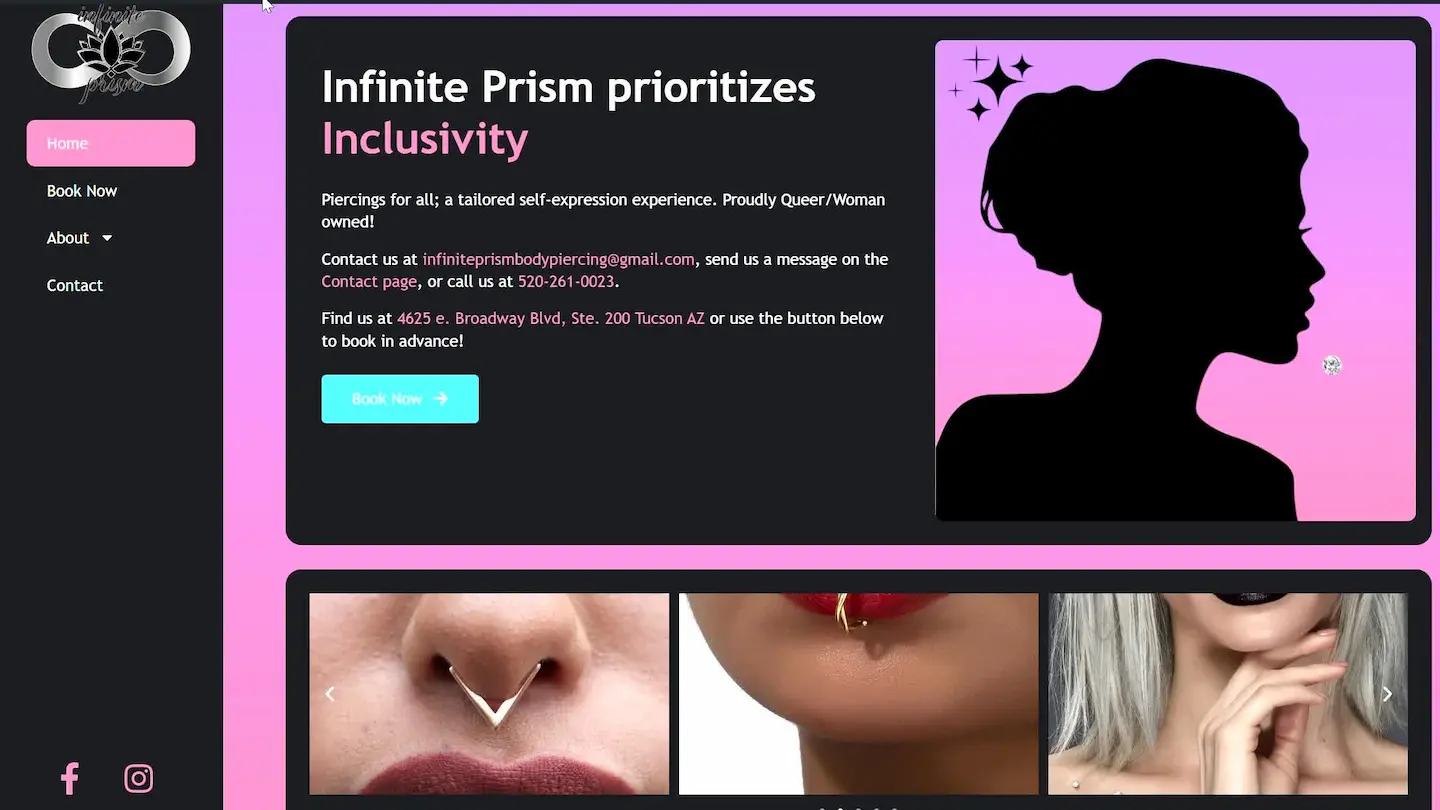 infinite
prism
Home
Book Now
About
Contact
Infinite Prism prioritizes
Inclusivity
Piercings for all; a tailored self-expression experience. Proudly Queer/Woman
owned!
Contact us at infiniteprismbodypiercing@gmail.com, send us a message on the
Contact page, or call us at 520-261-0023.
Find us at 4625 e. Broadway Blvd, Ste. 200 Tucson AZ or use the button below
to book in advance!
Book Now